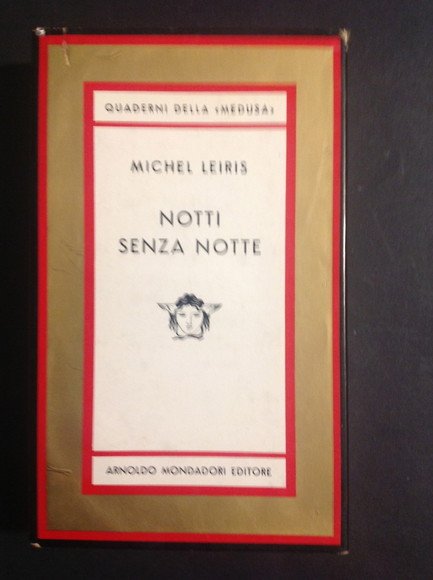 QUADERNI DELLA «MEDUSA»
MICHEL LEIRIS
NOTTI
SENZA NOTTE
ARNOLDO MONDADORI EDITORE